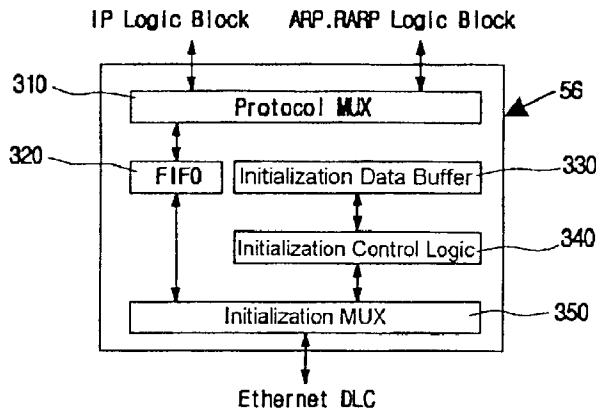 IP Logic Block ARP.RARP Logic Block
310
Protocol MUX
56
320
FIFO
Initialization Data Buffer
330
Initialization Control Logic
340
Initialization MUX
350
Ethernet DLC